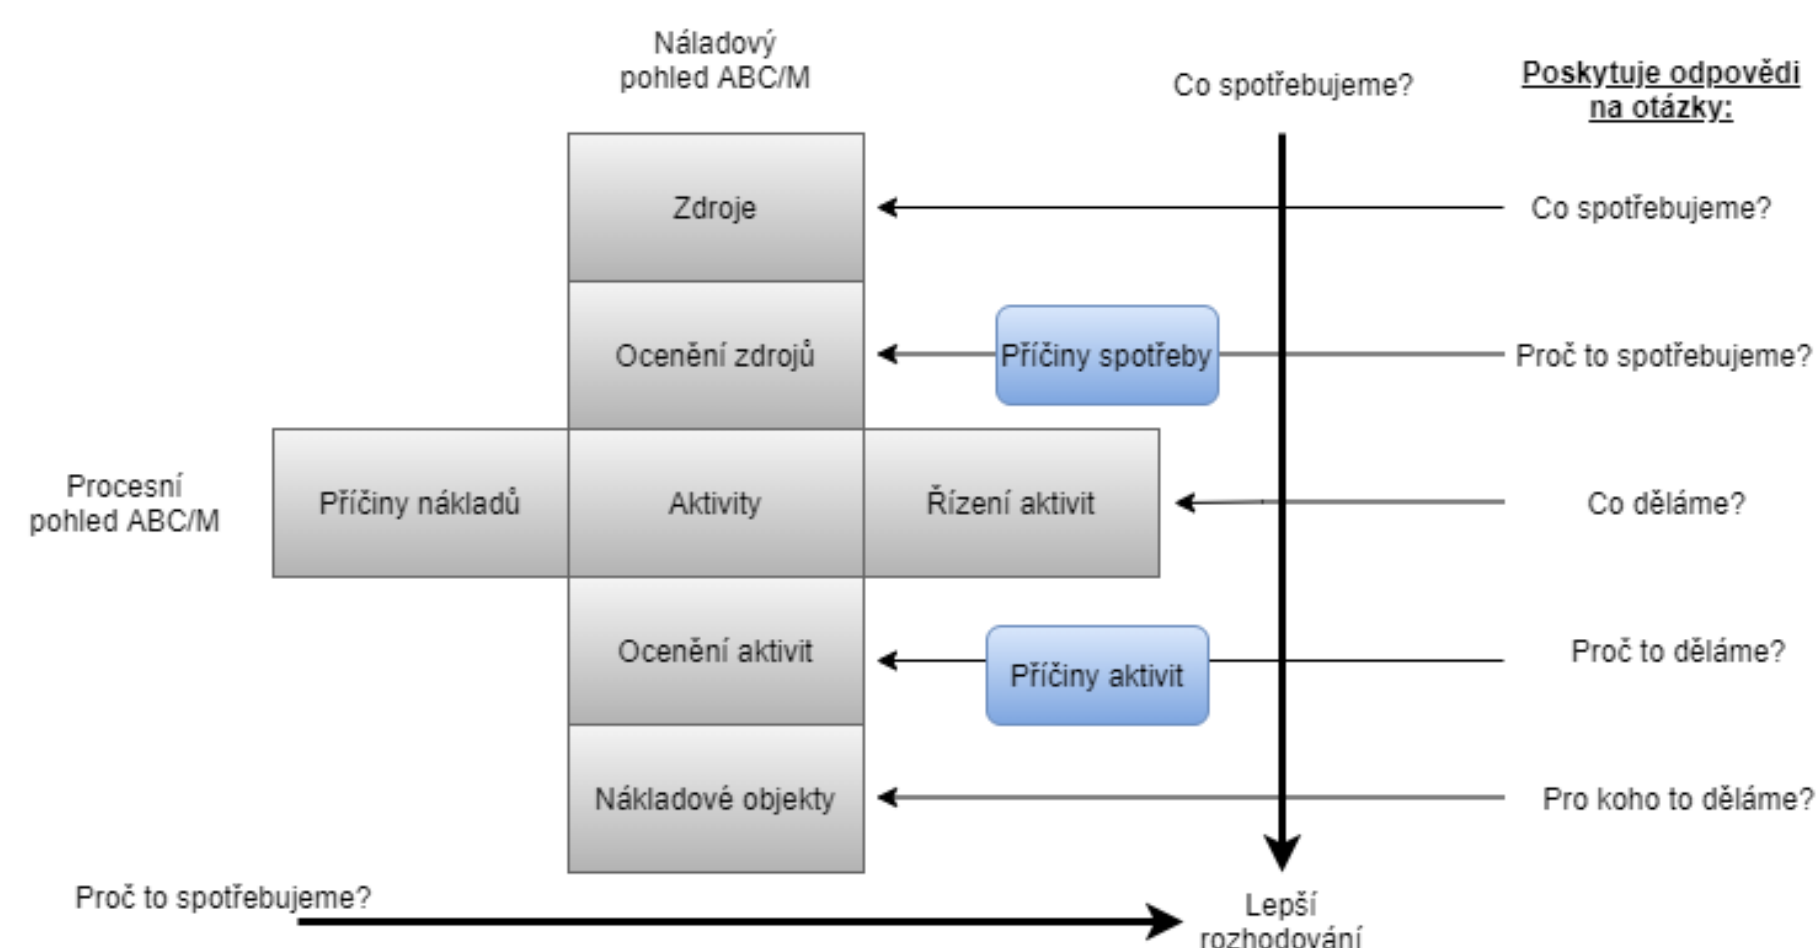 Náladový
pohled ABC/M
Co spotřebujeme?
Poskytuje odpovědi
na otázky:
Zdroje
Co spotřebujeme?
Ocenění zdrojů
Příčiny spotřeby
Proč to spotřebujeme?
Procesní
pohled ABC/M
Příčiny nákladů
Aktivity
Řízení aktivit
Co děláme?
Ocenění aktivit
Příčiny aktivit
Proč to děláme?
Nákladové objekty
Pro koho to děláme?
Proč to spotřebujeme?
Lepší
rozhodování